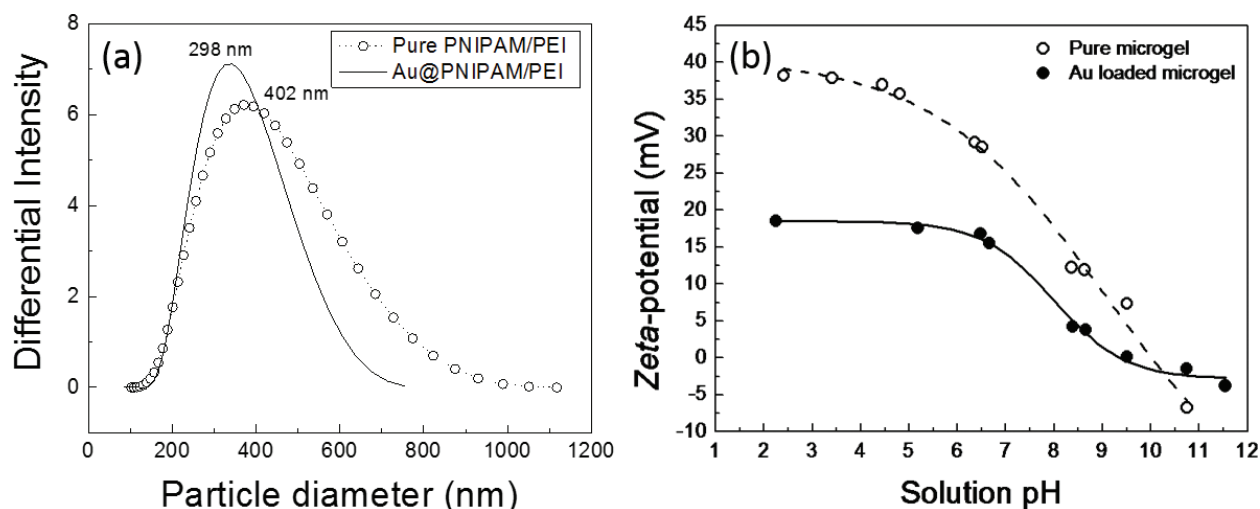 (a)
298 nm
402 nm
Pure PNIPAM/PEI
Au@PNIPAM/PEI
Differential Intensity
8
6
4
2
0
0 200 400 600 800 1000 1200
Particle diameter (nm)
(b)
Pure microgel
Au loaded microgel
Zeta-potential (mV)
45
40
35
30
25
20
15
10
5
0
-5
-10
1 2 3 4 5 6 7 8 9 10 11 12
Solution pH